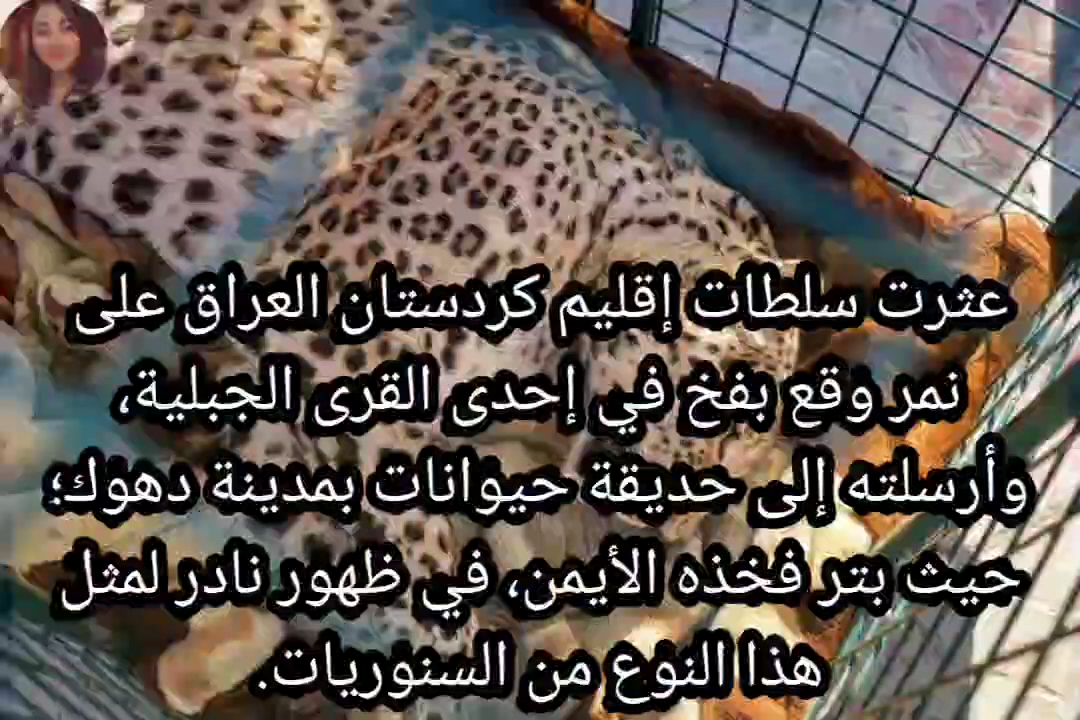 عثرت سلطات إقليم كردستان العراق على
نمر وقع بفخ في إحدى القرى الجبلية،
وأرسلته إلى حديقة حيوانات بمدينة دهوك؛
حيث بتر فخذه الأيمن، في ظهور نادر لمثل
هذا النوع من السنوريات.